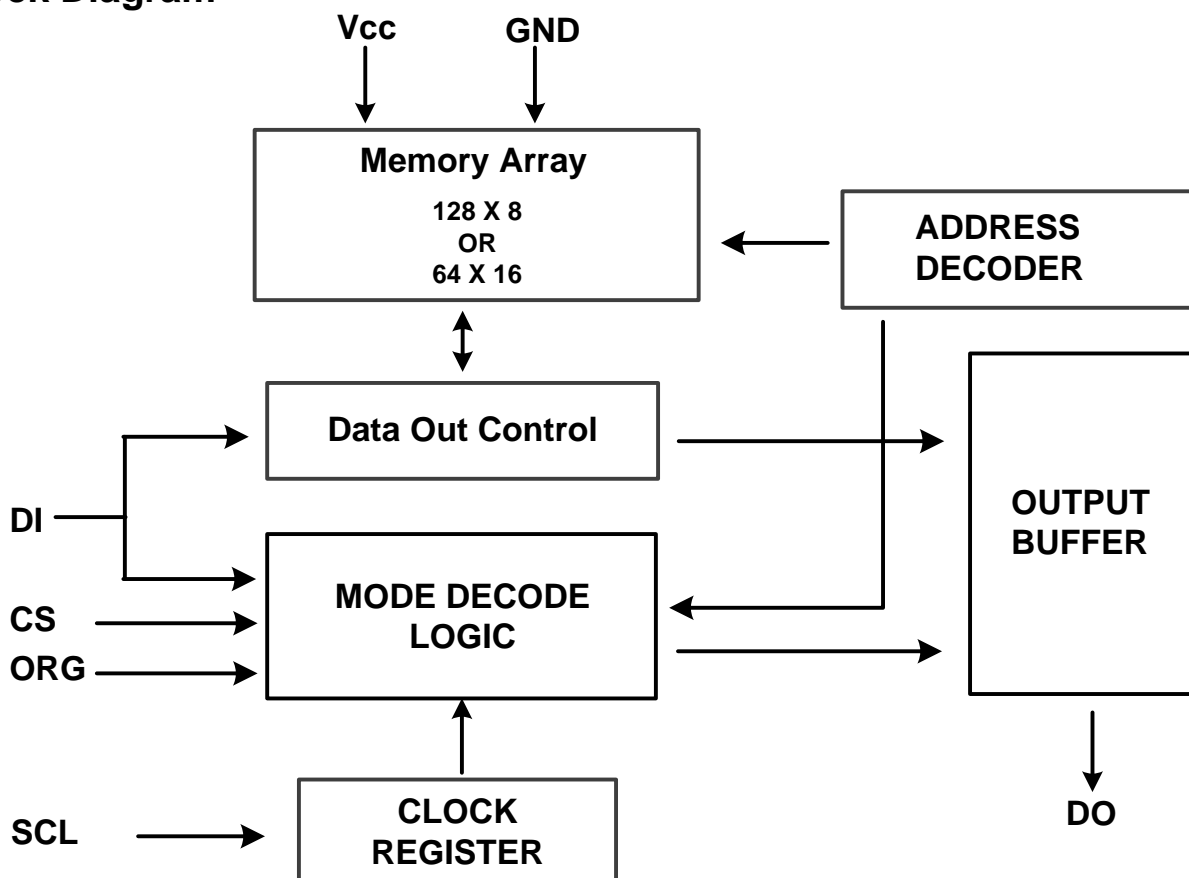 Diagram
Vcc GND
Memory Array
128 X 8
OR
64 X 16
ADDRESS
DECODER
Data Out Control
DI
OUTPUT
BUFFER
MODE DECODE
LOGIC
CS
ORG
SCL
CLOCK
REGISTER
DO